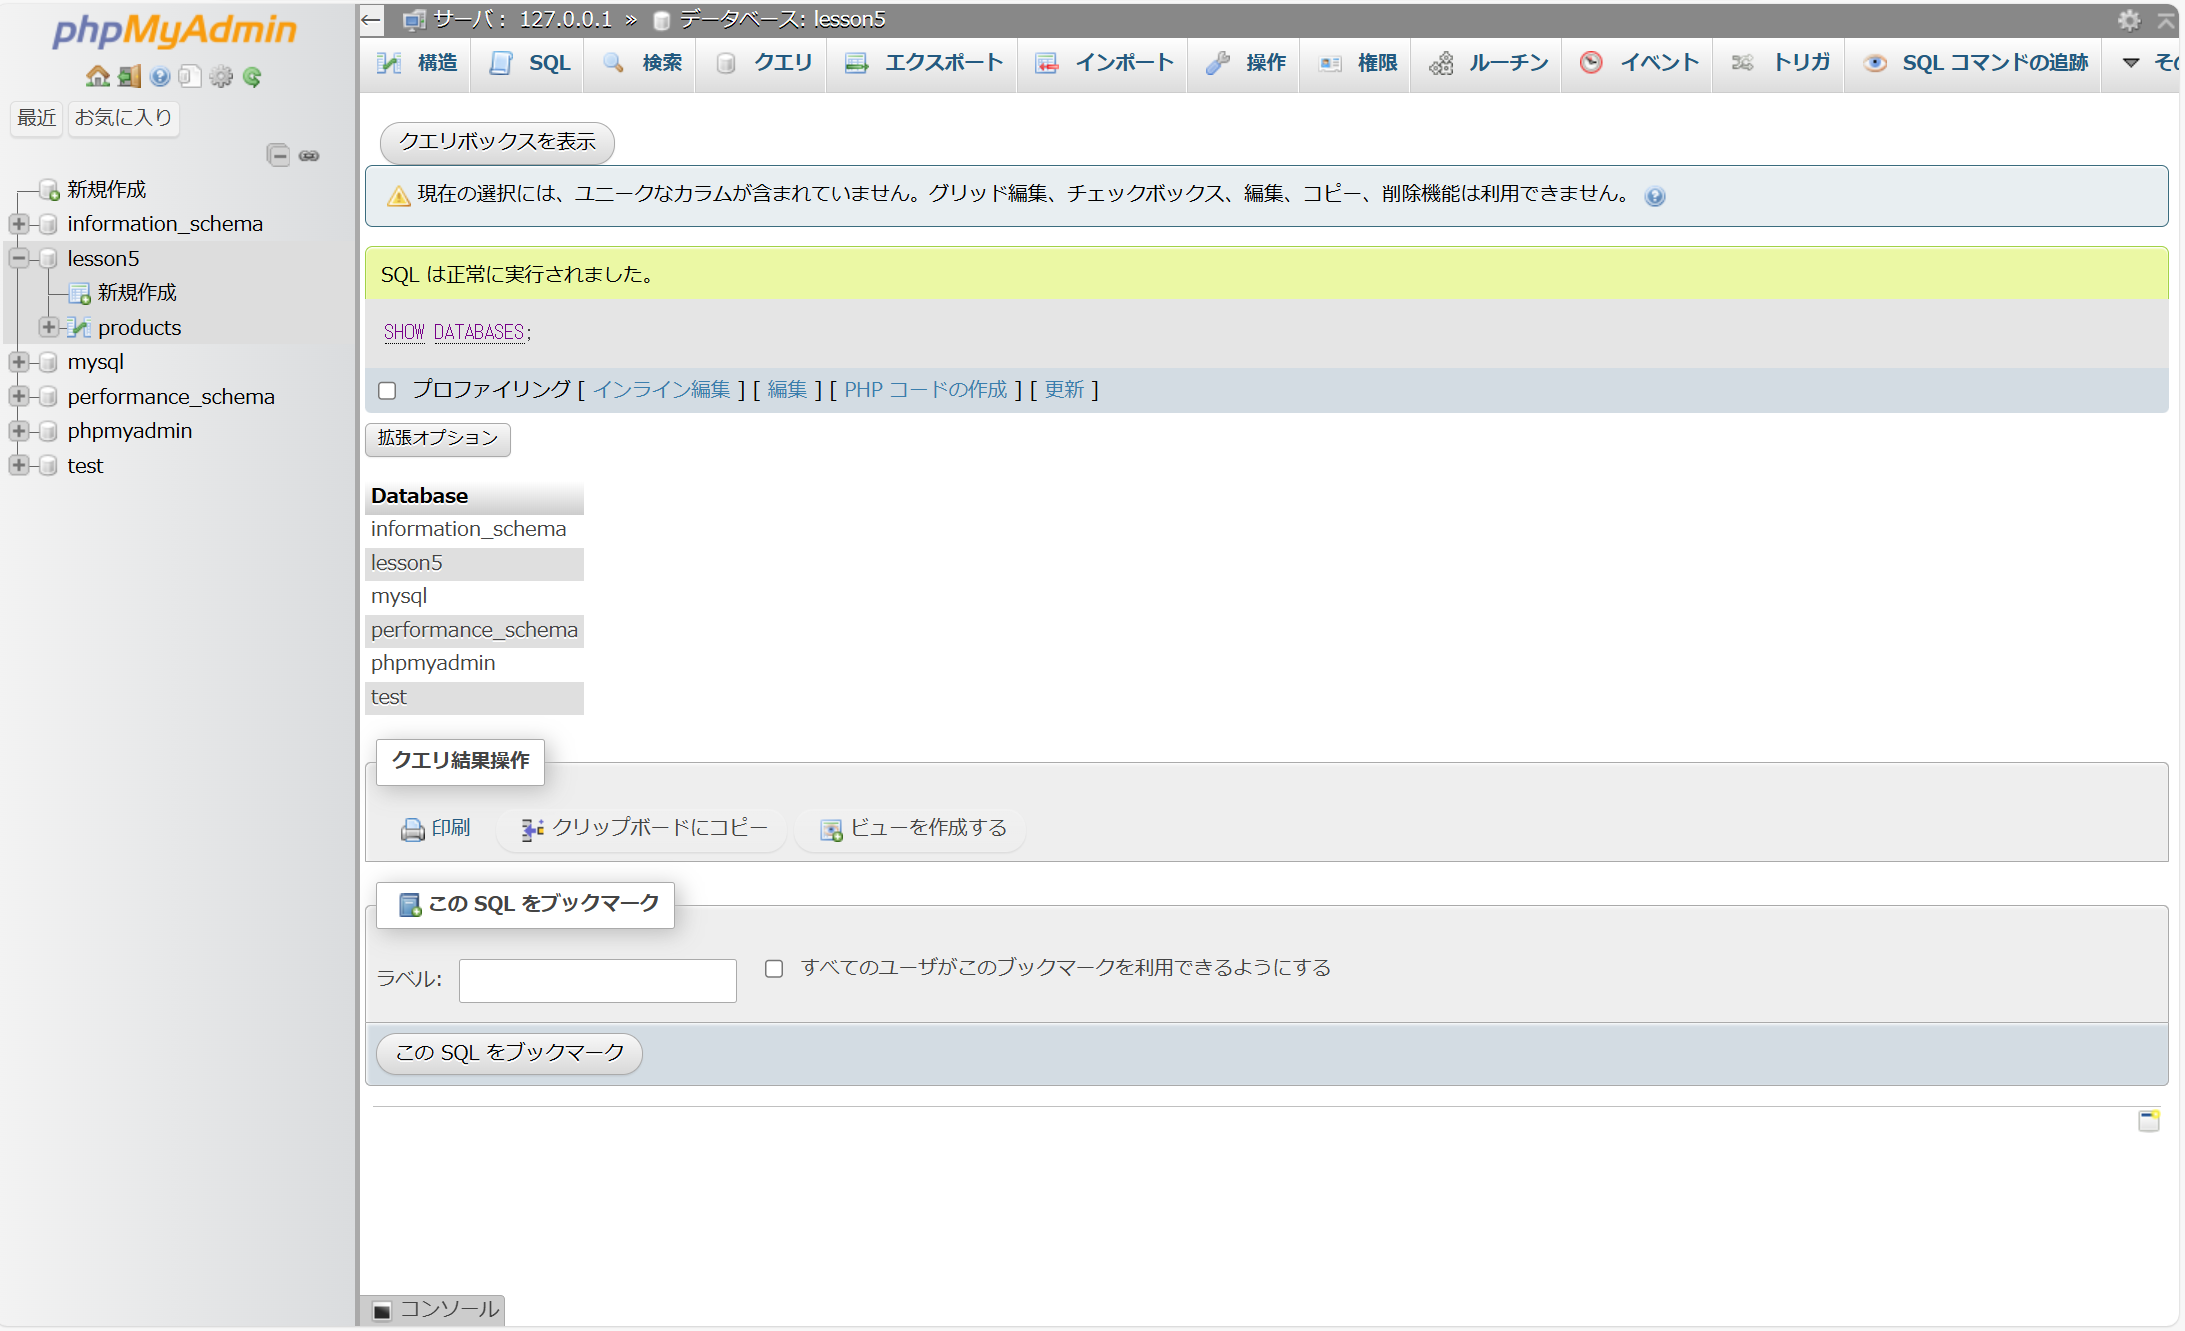 phpMyAdmin
最近 お気に入り
新規作成
information_schema
lesson5
新規作成
products
mysql
performance_schema
phpmyadmin
test
サーバ: 127.0.0.1 » データベース: lesson5
構造 SQL 検索 クエリ エクスポート インポート 操作 権限 ルーチン イベント トリガ SQL コマンドの追跡
クエリボックスを表示
現在の選択には、ユニークなカラムが含まれていません。グリッド編集、チェックボックス、編集、コピー、削除機能は利用できません。
SQL は正常に実行されました。
SHOW DATABASES;
プロファイリング [ インライン編集 ] [ 編集 ] [ PHP コードの作成 ] [ 更新 ]
拡張オプション
Database
information_schema
lesson5
mysql
performance_schema
phpmyadmin
test
クエリ結果操作
印刷 クリップボードにコピー ビューを作成する
この SQL をブックマーク
ラベル: すべてのユーザがこのブックマークを利用できるようにする
この SQL をブックマーク
コンソール